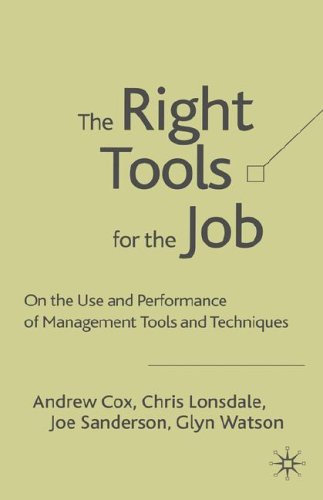 The Right
Tools
for the Job
On the Use and Performance
of Management Tools and Techniques
Andrew Cox, Chris Lonsdale,
Joe Sanderson, Glyn Watson